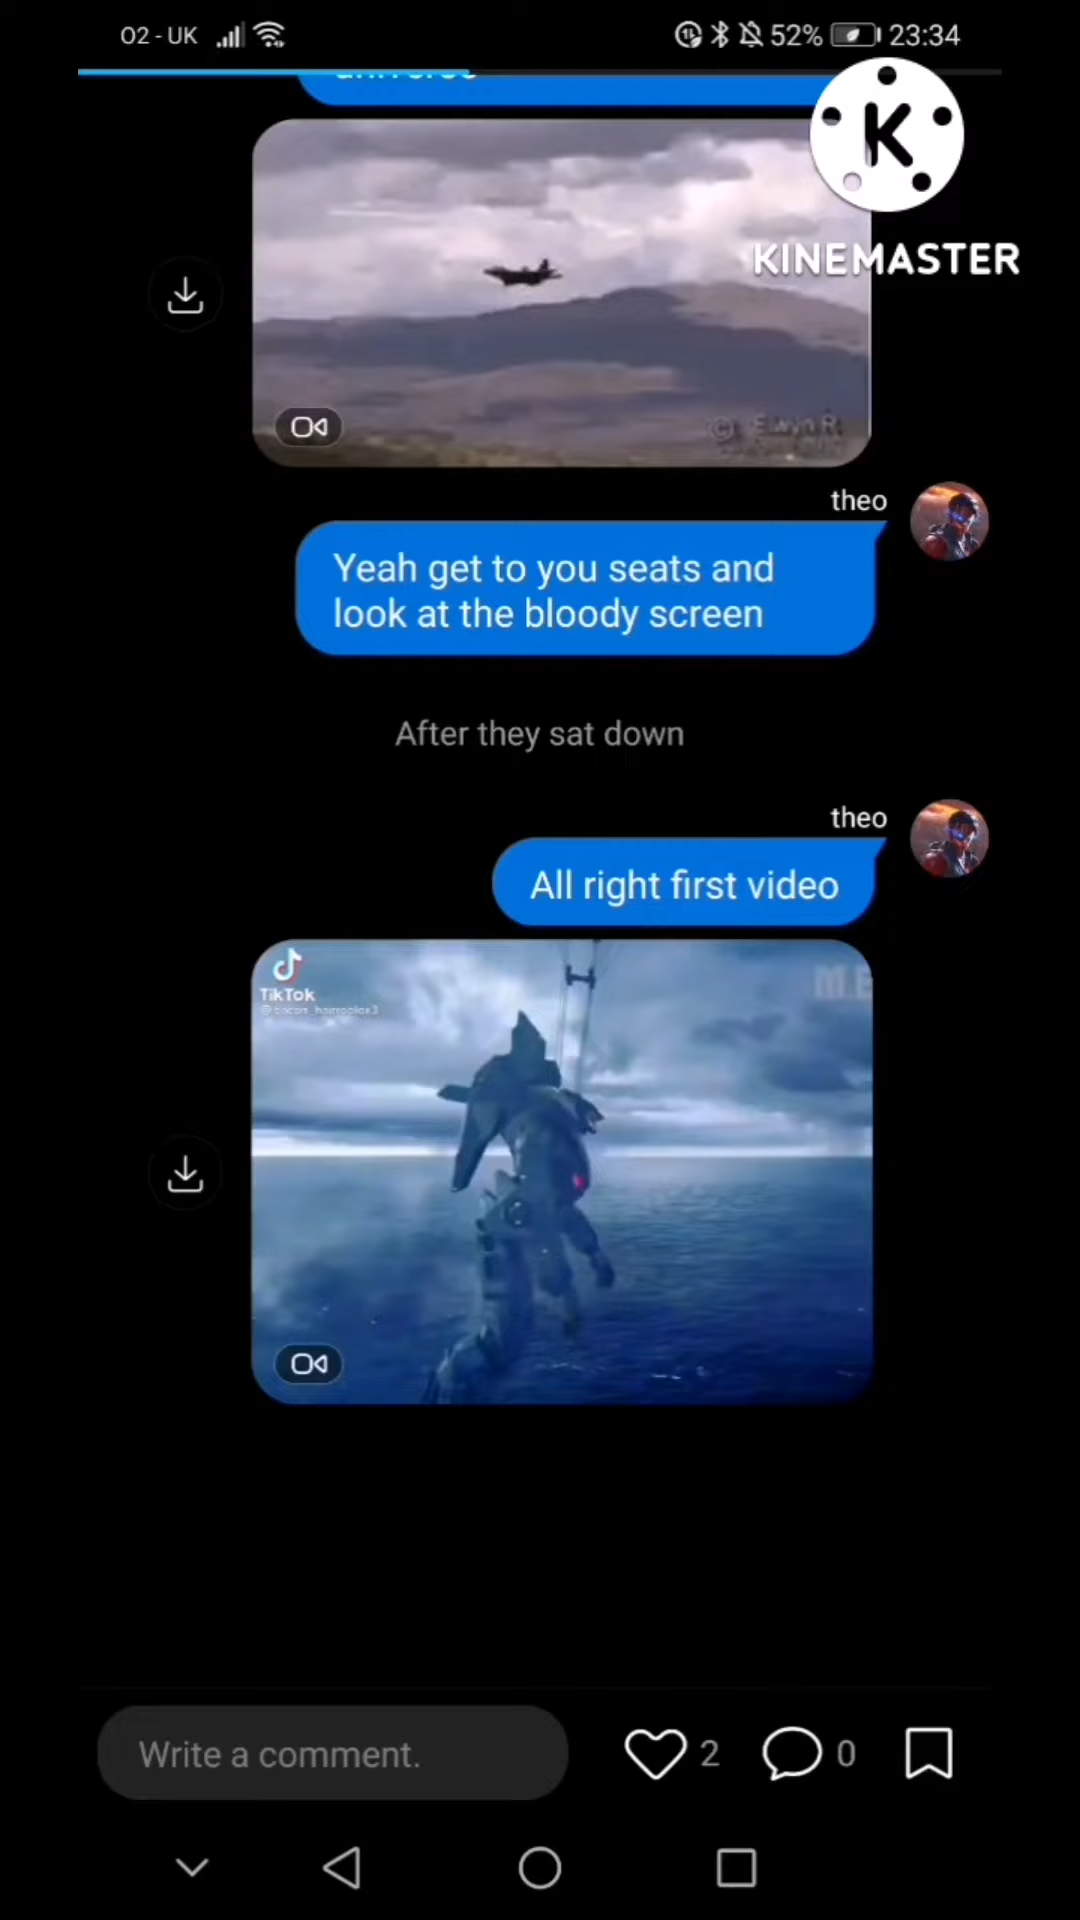 O2 - UK
52%
23:34
K
KINEMASTER
theo
Yeah get to you seats and
look at the bloody screen
After they sat down
theo
All right first video
TikTok
Write a comment.
2
0